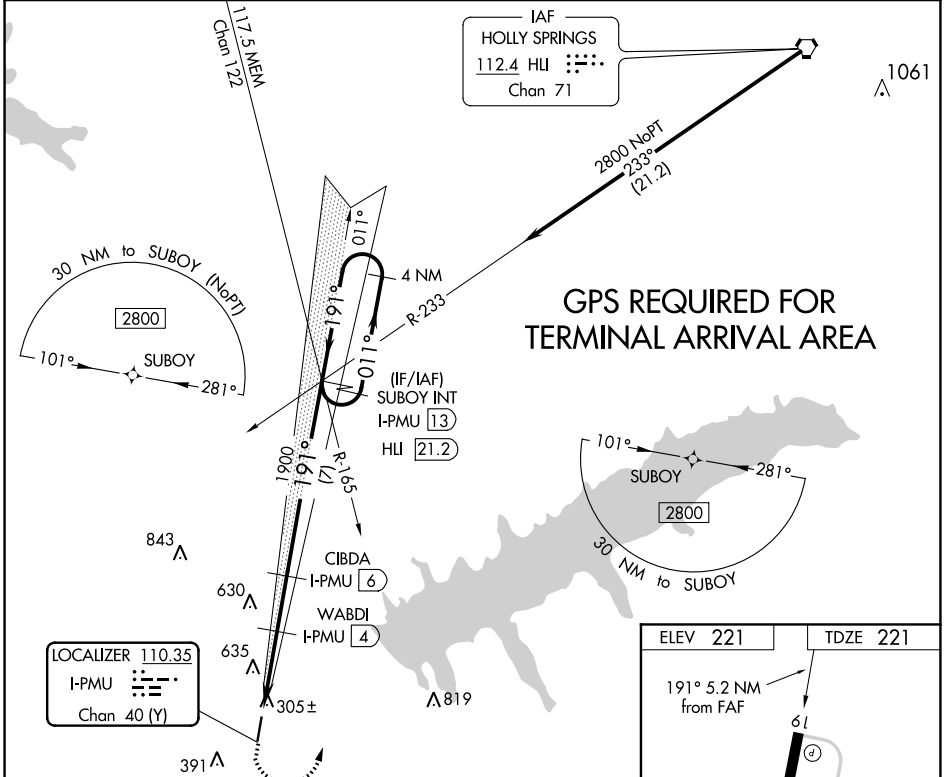 117.5 MEM
Chan 122
IAF
HOLLY SPRINGS
112.4 HLI
Chan 71
1061
2800 NoPT
233°
(21.2)
011°
4 NM
191°
011°
R-233
30 NM to SUBOY (NoPT)
2800
101°
SUBOY
281°
GPS REQUIRED FOR
TERMINAL ARRIVAL AREA
(IF/IAF)
SUBOY INT
I-PMU 13
HLI 21.2
1900
191°
(7)
R-165
101°
SUBOY
281°
2800
30 NM to SUBOY
843
CIBDA
I-PMU 6
630
WABDI
I-PMU 4
635
LOCALIZER 110.35
I-PMU
Chan 40 (Y)
305±
819
391
ELEV 221
TDZE 221
191° 5.2 NM
from FAF
19